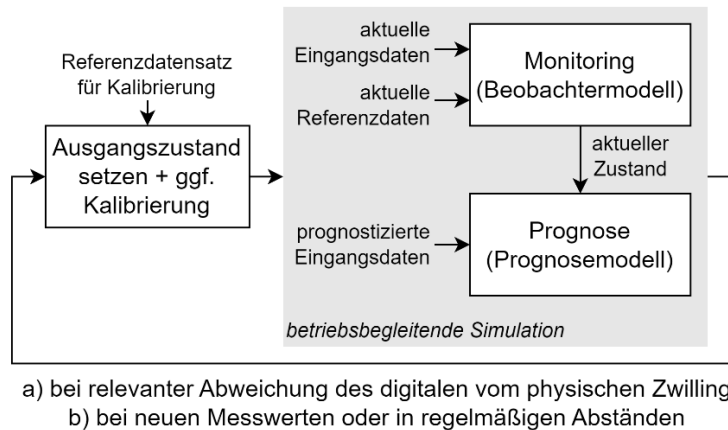 Referenzdatensatz
für Kalibrierung
Ausgangszustand
setzen + ggf.
Kalibrierung
aktuelle
Eingangsdaten
aktuelle
Referenzdaten
Monitoring
(Beobachtermodell)
aktueller
Zustand
prognostizierte
Eingangsdaten
Prognose
(Prognosemodell)
betriebsbegleitende Simulation
a) bei relevanter Abweichung des digitalen vom physischen Zwilling
b) bei neuen Messwerten oder in regelmäßigen Abständen